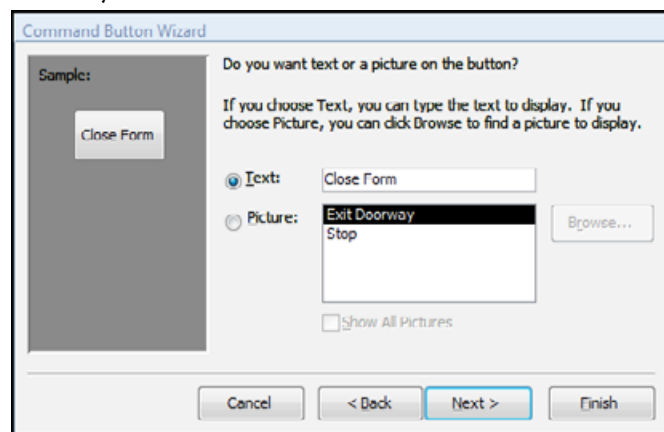 Command Button Wizard
Sample:
Close Form
Do you want text or a picture on the button?
If you choose Text, you can type the text to display. If you
choose Picture, you can click Browse to find a picture to display.
Text: Close Form
Picture: Exit Doorway
Stop
Browse...
Show All Pictures
Cancel < Back Next > Finish